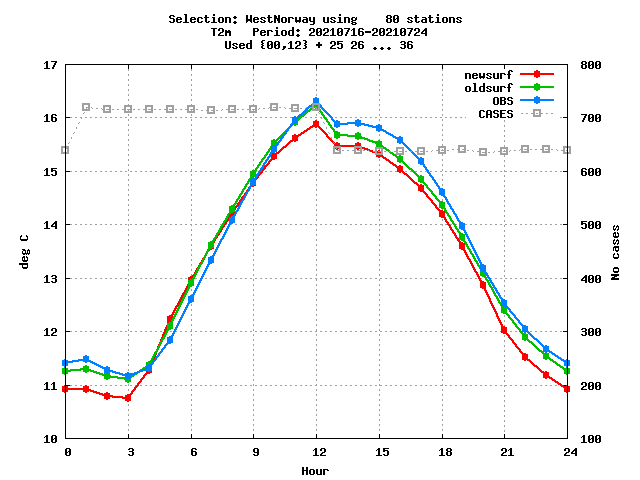 Selection: WestNorway using    80 stations
T2m   Period: 20210716-20210724
Used {00,12} + 25 26 ... 36
newsurf
oldsurf
OBS
CASES
deg C
17
16
15
14
13
12
11
10
800
700
600
500
400
300
200
100
No cases
0 3 6 9 12 15 18 21 24
Hour